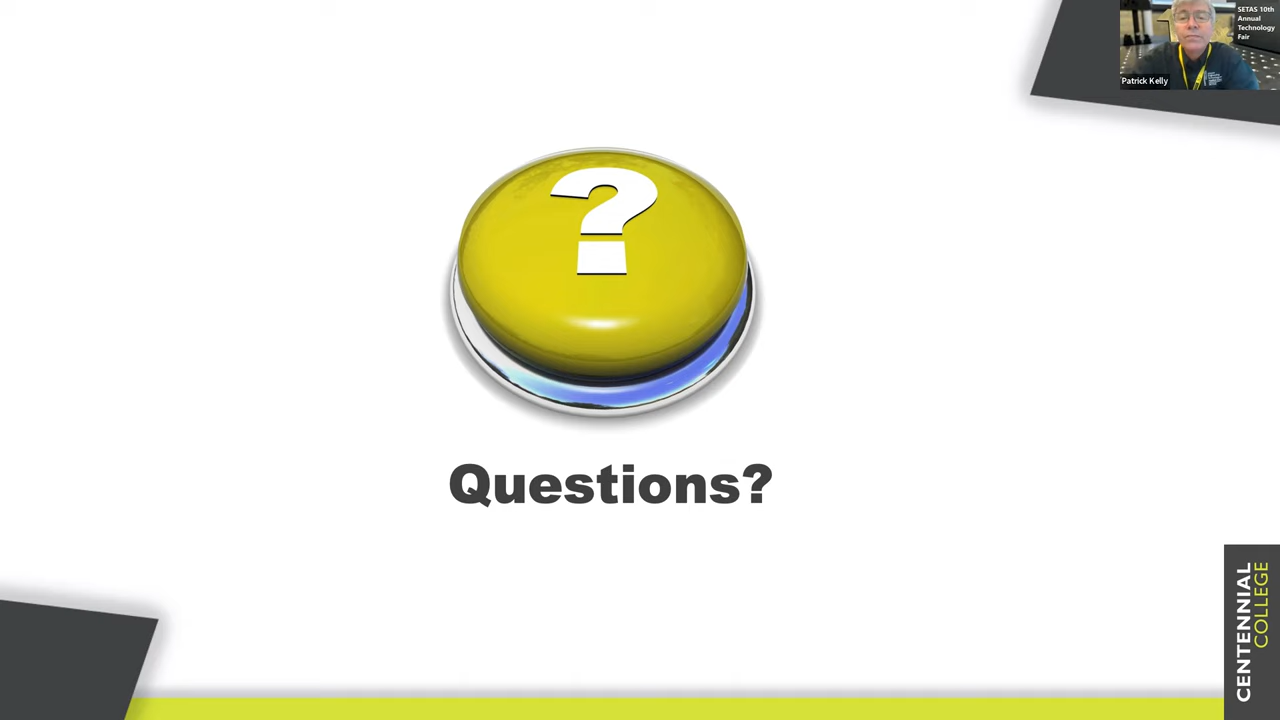 SETAS 10th
Annual
Technology
Fair
Patrick Kelly
?
Questions?
CENTENNIAL
COLLEGE